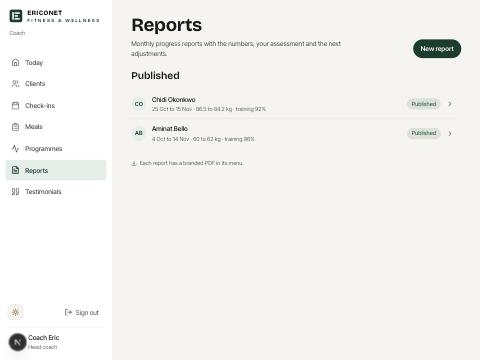 ERICONET
FITNESS & WELLNESS
Coach
Today
Clients
Check-ins
Meals
Programmes
Reports
Testimonials
Sign out
N
Coach Eric
Head coach
Reports
Monthly progress reports with the numbers, your assessment and the next
adjustments.
New report
Published
CO
Chidi Okonkwo
25 Oct to 15 Nov · 86.5 to 84.2 kg · training 92%
Published
AB
Aminat Bello
4 Oct to 14 Nov · 60 to 62 kg · training 96%
Published
Each report has a branded PDF in its menu.